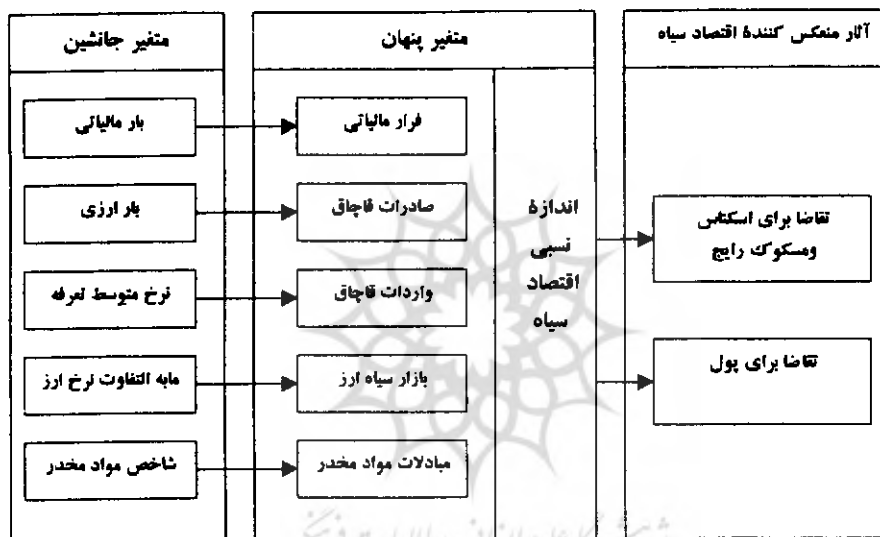 متغیر جانشین
بار مالیاتی
بار ارزی
نرخ متوسط تعرفه
مابه التفاوت نرخ ارز
شاخص مواد مخدر
متغیر پنهان
فرار مالیاتی
صادرات قاچاق
واردات قاچاق
بازار سیاه ارز
مبادلات مواد مخدر
اندازۀ
نسبی
اقتصاد
سیاه
آثار منعکس کنندۀ اقتصاد سیاه
تقاضا برای اسکناس
ومسکوک رایج
تقاضا برای پول